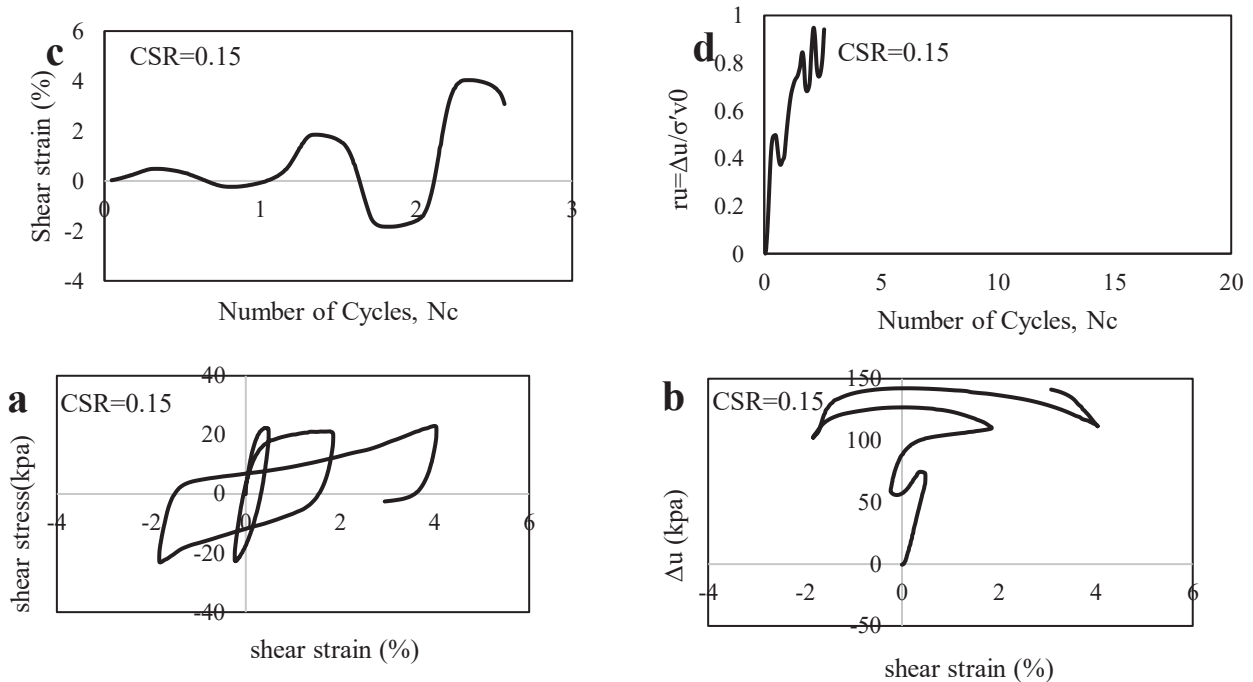 c
CSR=0.15
6
4
2
0
-2
-4
0
1
2
3
Shear strain (%)
Number of Cycles, Nc
d
CSR=0.15
1
0.8
0.6
0.4
0.2
0
0
5
10
15
20
ru=Δu/σ′v0
Number of Cycles, Nc
a
CSR=0.15
40
20
0
-20
-40
-4
-2
0
2
4
6
shear stress(kpa)
shear strain (%)
b
CSR=0.15
150
100
50
0
-50
-4
-2
0
2
4
6
Δu (kpa)
shear strain (%)